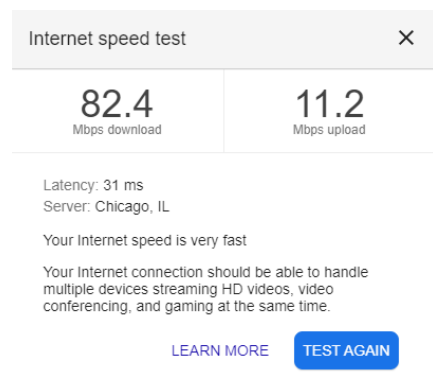 Internet speed test
82.4
Mbps download
11.2
Mbps upload
Latency: 31 ms
Server: Chicago, IL
Your Internet speed is very fast
Your Internet connection should be able to handle
multiple devices streaming HD videos, video
conferencing, and gaming at the same time.
LEARN MORE
TEST AGAIN